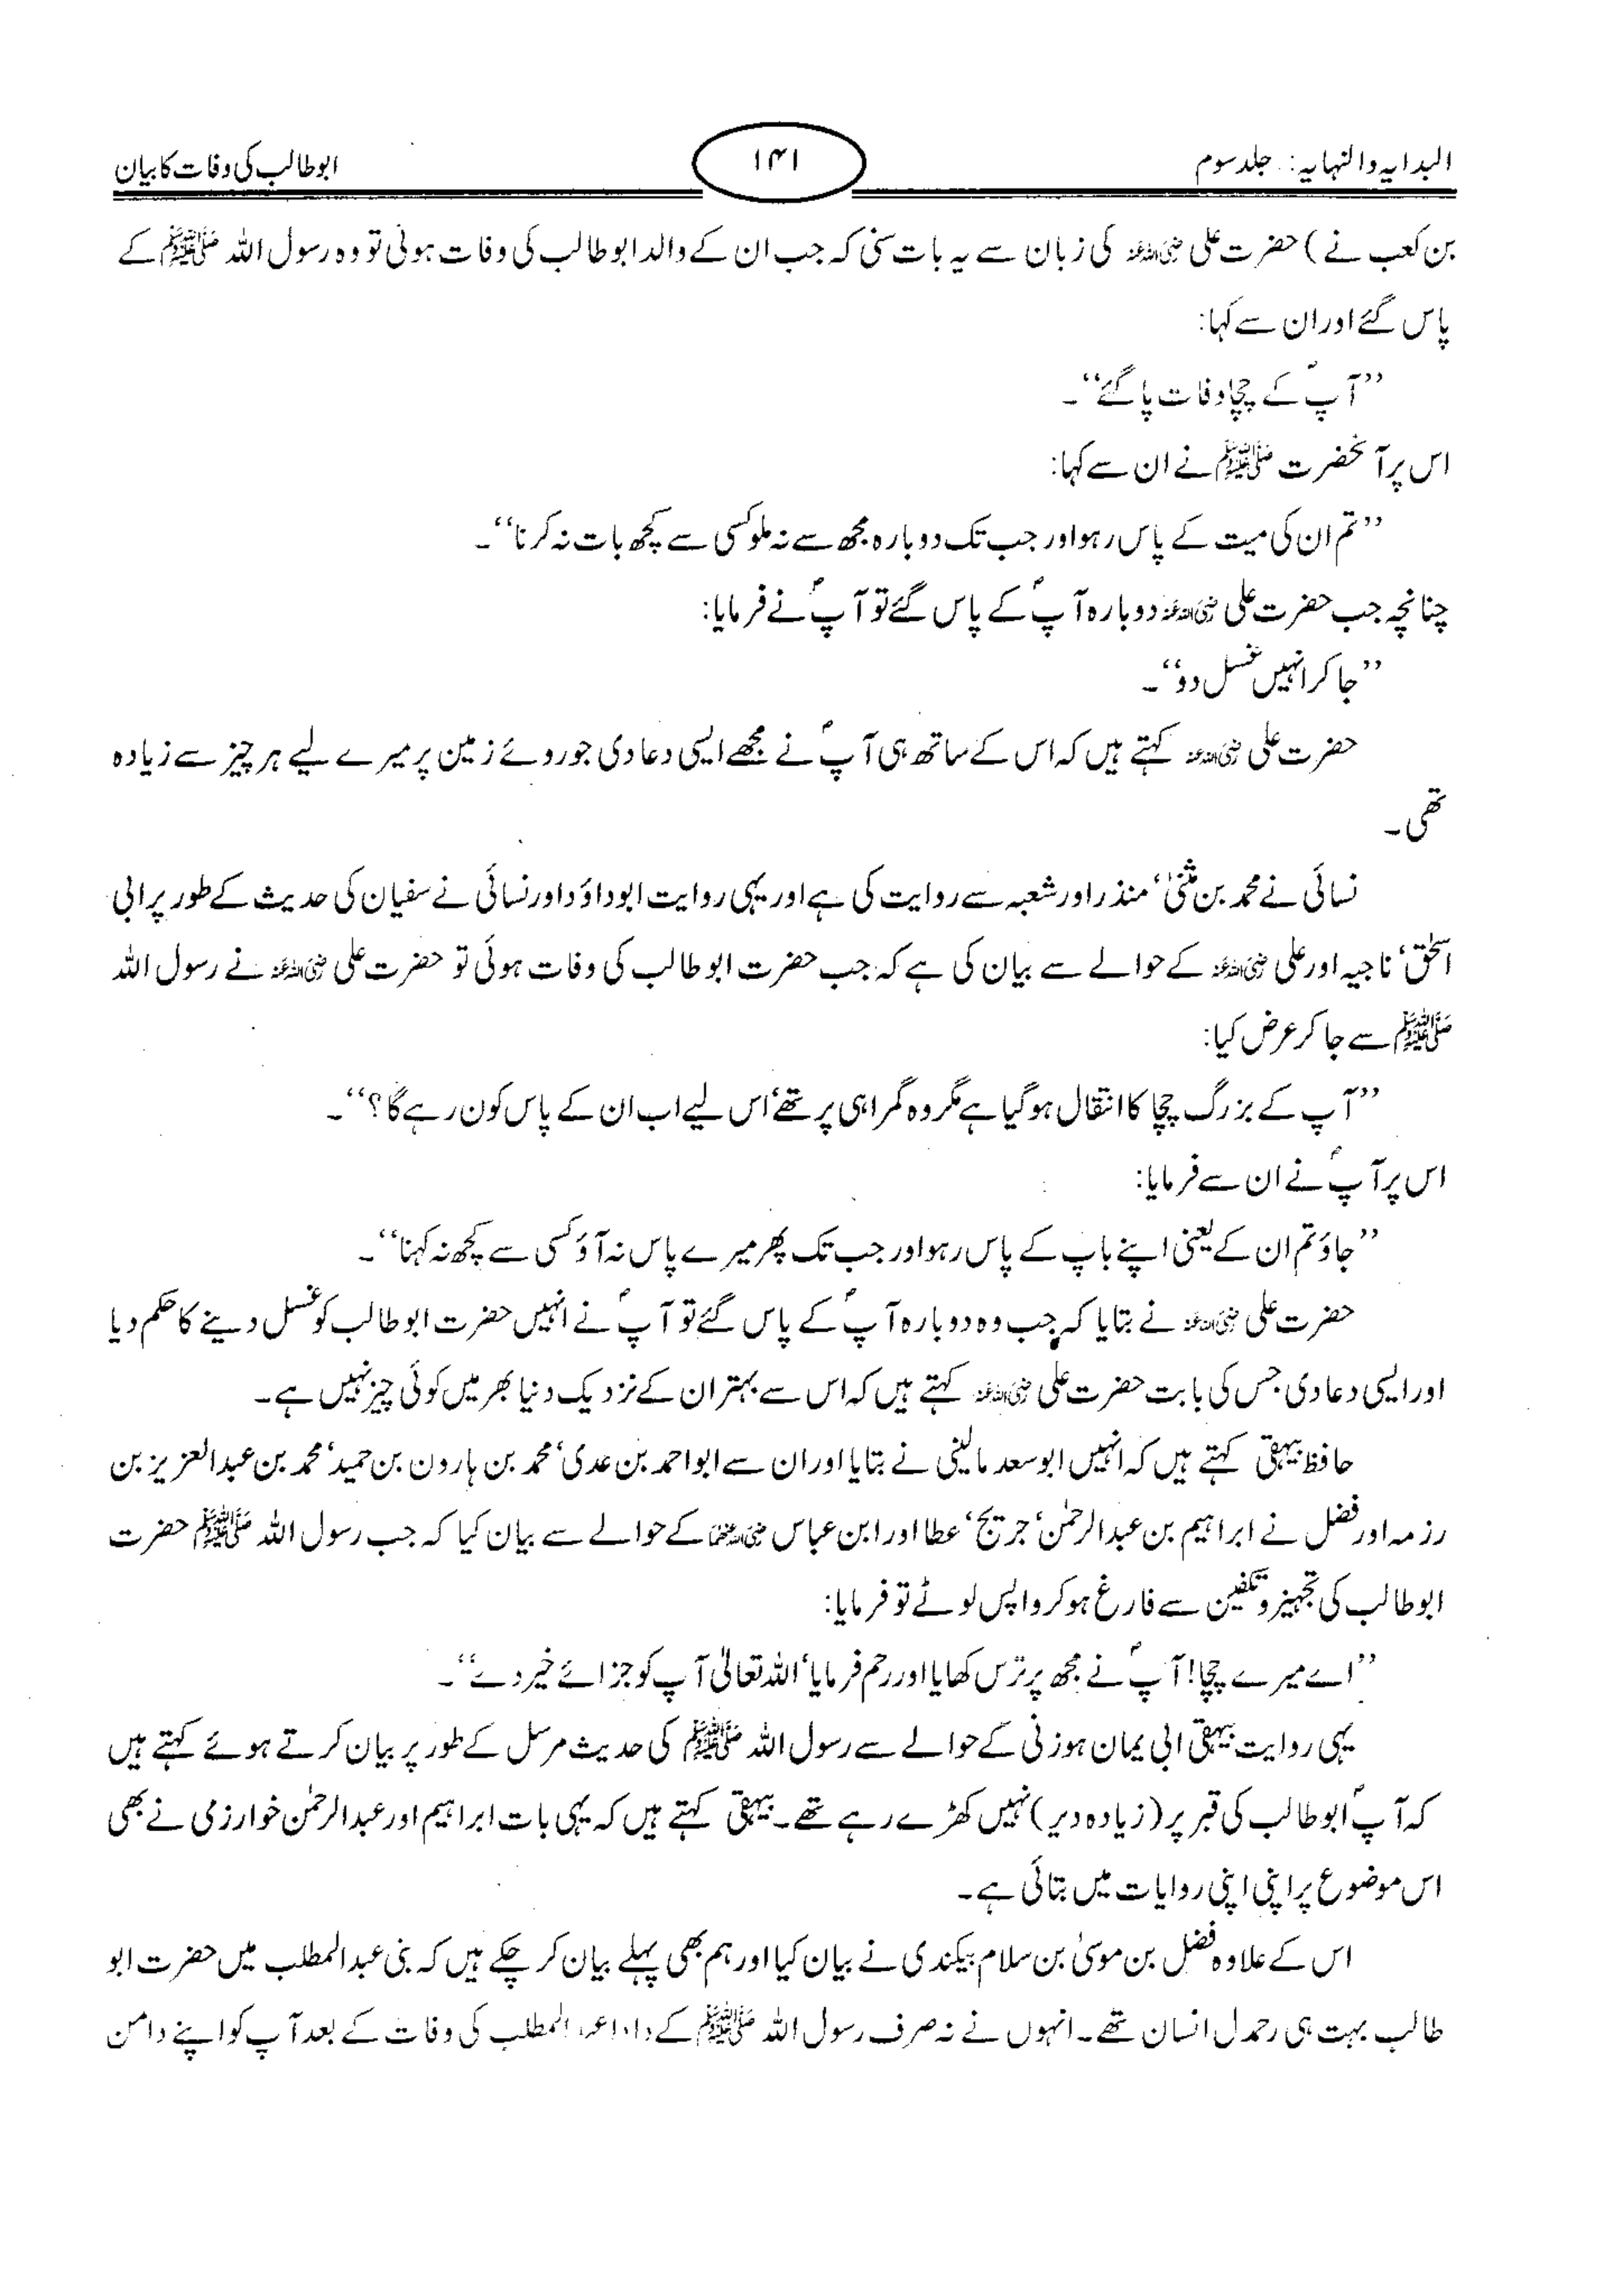 البدایہ والنہایہ: جلد سوم
۱۴۱
ابوطالب کی وفات کا بیان
بن کعب نے) حضرت علی رضی اللہ عنہ کی زبان سے یہ بات سنی کہ جب ان کے والد ابوطالب کی وفات ہوئی تو وہ رسول اللہ صلی اللہ علیہ وسلم کے
پاس گئے اور ان سے کہا:
’’آپؐ کے چچا وفات پا گئے‘‘۔
اس پر آنحضرت صلی اللہ علیہ وسلم نے ان سے کہا:
’’تم ان کی میت کے پاس رہو اور جب تک دوبارہ مجھ سے نہ ملو کسی سے کچھ بات نہ کرنا‘‘۔
چنانچہ جب حضرت علی رضی اللہ عنہ دوبارہ آپؐ کے پاس گئے تو آپؐ نے فرمایا:
’’جا کر انہیں غسل دو‘‘۔
حضرت علی رضی اللہ عنہ کہتے ہیں کہ اس کے ساتھ ہی آپؐ نے مجھے ایسی دعا دی جو روئے زمین پر میرے لیے ہر چیز سے زیادہ
تھی۔
نسائی نے محمد بن مثنیٰ‘ منذر اور شعبہ سے روایت کی ہے اور یہی روایت ابوداؤد اور نسائی نے سفیان کی حدیث کے طور پر ابی
اسحٰق‘ ناجیہ اور علی رضی اللہ عنہ کے حوالے سے بیان کی ہے کہ جب حضرت ابوطالب کی وفات ہوئی تو حضرت علی رضی اللہ عنہ نے رسول اللہ
صلی اللہ علیہ وسلم سے جا کر عرض کیا:
’’آپ کے بزرگ چچا کا انتقال ہو گیا ہے مگر وہ گمراہی پر تھے‘ اس لیے اب ان کے پاس کون رہے گا؟‘‘۔
اس پر آپؐ نے ان سے فرمایا:
’’جاؤ تم ان کے یعنی اپنے باپ کے پاس رہو اور جب تک پھر میرے پاس نہ آؤ کسی سے کچھ نہ کہنا‘‘۔
حضرت علی رضی اللہ عنہ نے بتایا کہ جب وہ دوبارہ آپؐ کے پاس گئے تو آپؐ نے انہیں حضرت ابوطالب کو غسل دینے کا حکم دیا
اور ایسی دعا دی جس کی بابت حضرت علی رضی اللہ عنہ کہتے ہیں کہ اس سے بہتر ان کے نزدیک دنیا بھر میں کوئی چیز نہیں ہے۔
حافظ بیہقی کہتے ہیں کہ انہیں ابوسعد مالینی نے بتایا اور ان سے ابواحمد بن عدی‘ محمد بن ہارون بن حمید‘ محمد بن عبدالعزیز بن
رزمہ اور فضل نے ابراہیم بن عبدالرحمٰن‘ جریج‘ عطا اور ابن عباس رضی اللہ عنہما کے حوالے سے بیان کیا کہ جب رسول اللہ صلی اللہ علیہ وسلم حضرت
ابوطالب کی تجہیز و تکفین سے فارغ ہو کر واپس لوٹے تو فرمایا:
’’اے میرے چچا! آپؐ نے مجھ پر ترس کھایا اور رحم فرمایا‘ اللہ تعالیٰ آپ کو جزائے خیر دے‘‘۔
یہی روایت بیہقی ابی یمان ہوزنی کے حوالے سے رسول اللہ صلی اللہ علیہ وسلم کی حدیث مرسل کے طور پر بیان کرتے ہوئے کہتے ہیں
کہ آپؐ ابوطالب کی قبر پر (زیادہ دیر) نہیں کھڑے رہے تھے۔ بیہقی کہتے ہیں کہ یہی بات ابراہیم اور عبدالرحمٰن خوارزمی نے بھی
اس موضوع پر اپنی اپنی روایات میں بتائی ہے۔
اس کے علاوہ فضل بن موسیٰ بن سلام بیکندی نے بیان کیا اور ہم بھی پہلے بیان کر چکے ہیں کہ بنی عبدالمطلب میں حضرت ابو
طالب بہت ہی رحمدل انسان تھے۔ انہوں نے نہ صرف رسول اللہ صلی اللہ علیہ وسلم کے دادا عبدالمطلب کی وفات کے بعد آپ کو اپنے دامن